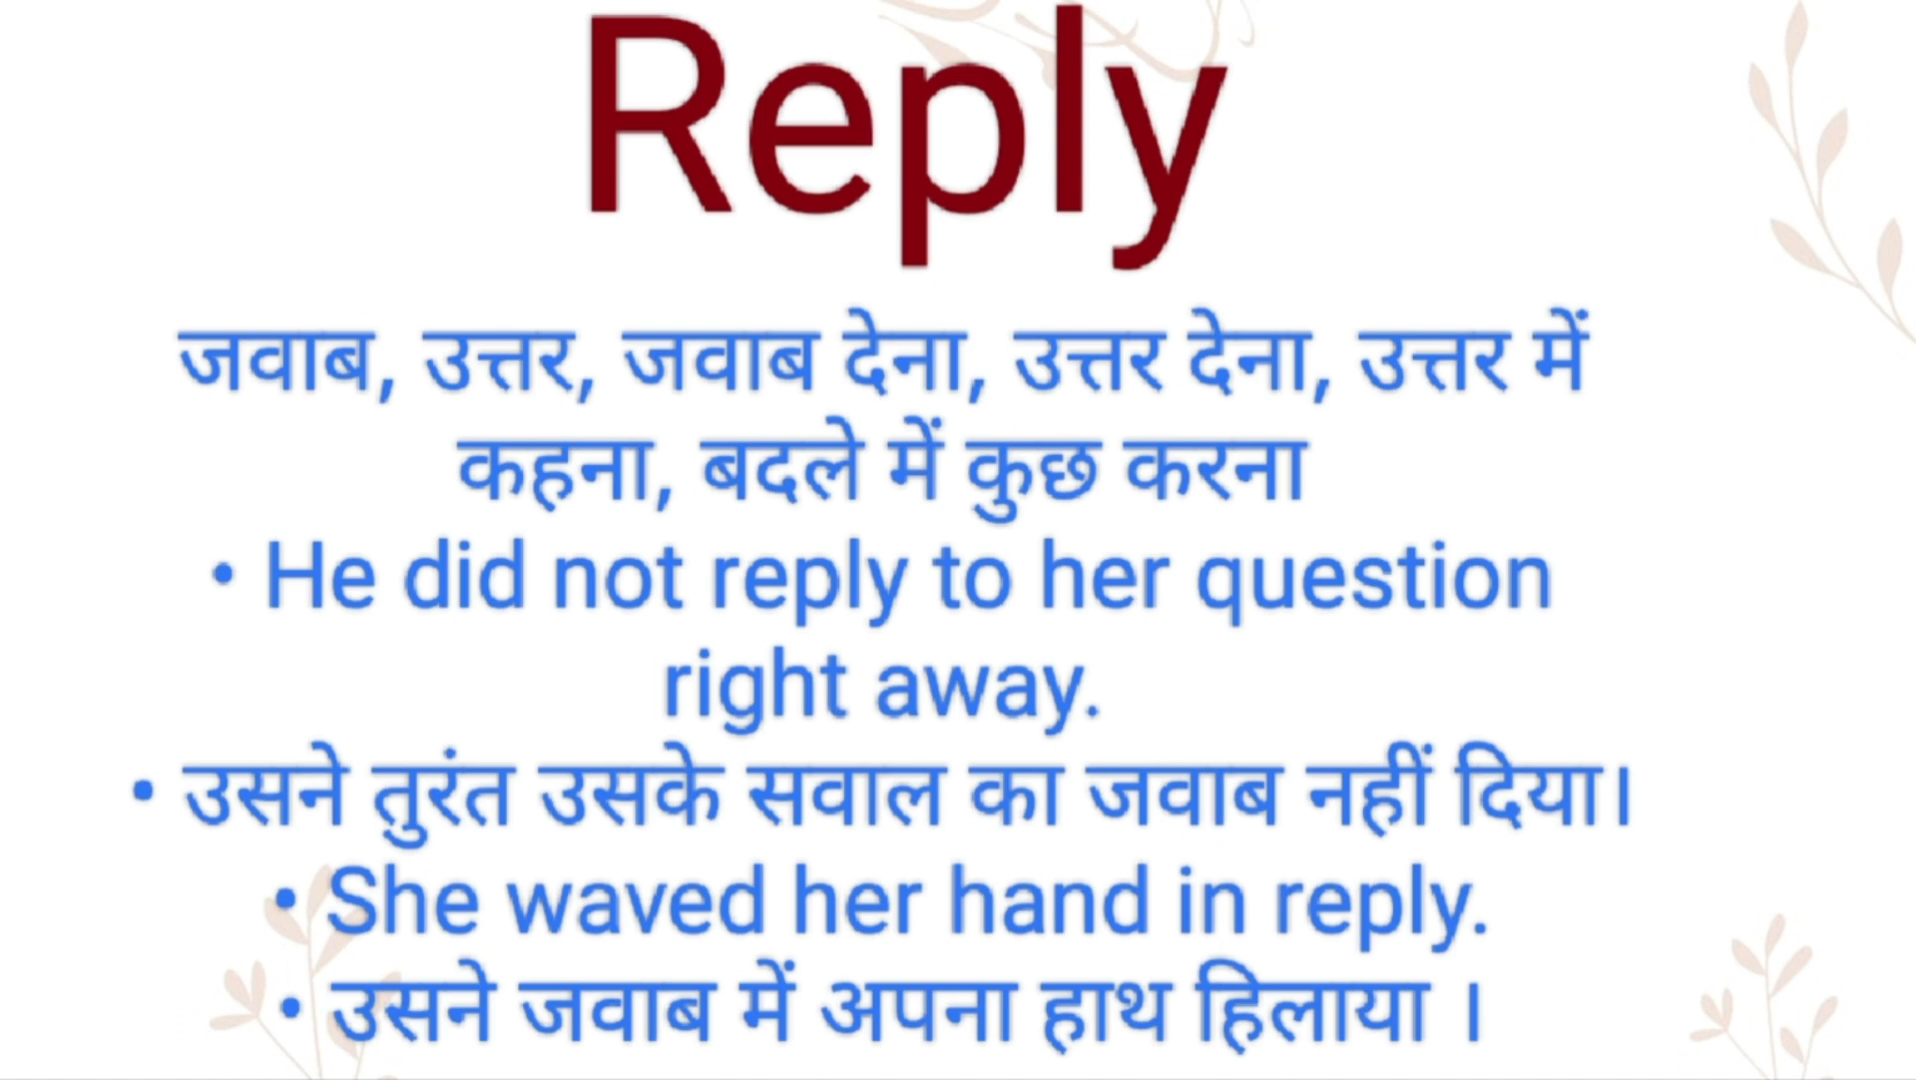 Reply
जवाब, उत्तर, जवाब देना, उत्तर देना, उत्तर में
कहना, बदले में कुछ करना
• He did not reply to her question
right away.
• उसने तुरंत उसके सवाल का जवाब नहीं दिया।
• She waved her hand in reply.
• उसने जवाब में अपना हाथ हिलाया ।